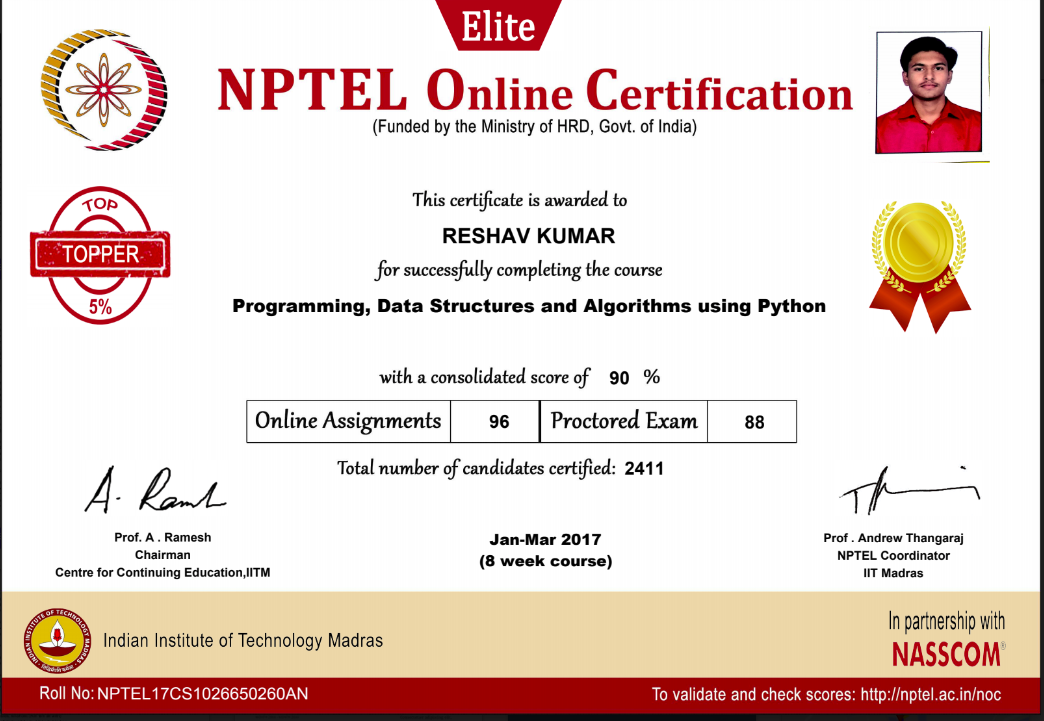 Elite
NPTEL Online Certification
(Funded by the Ministry of HRD, Govt. of India)
TOP
TOPPER
5%
This certificate is awarded to
RESHAV KUMAR
for successfully completing the course
Programming, Data Structures and Algorithms using Python
with a consolidated score of 90 %
Online Assignments 96 Proctored Exam 88
Total number of candidates certified: 2411
A. Ramesh
Prof. A . Ramesh
Chairman
Centre for Continuing Education,IITM
Jan-Mar 2017
(8 week course)
Prof . Andrew Thangaraj
NPTEL Coordinator
IIT Madras
INDIAN INSTITUTE OF TECHNOLOGY MADRAS
Indian Institute of Technology Madras
In partnership with
NASSCOM®
Roll No: NPTEL17CS1026650260AN
To validate and check scores: http://nptel.ac.in/noc